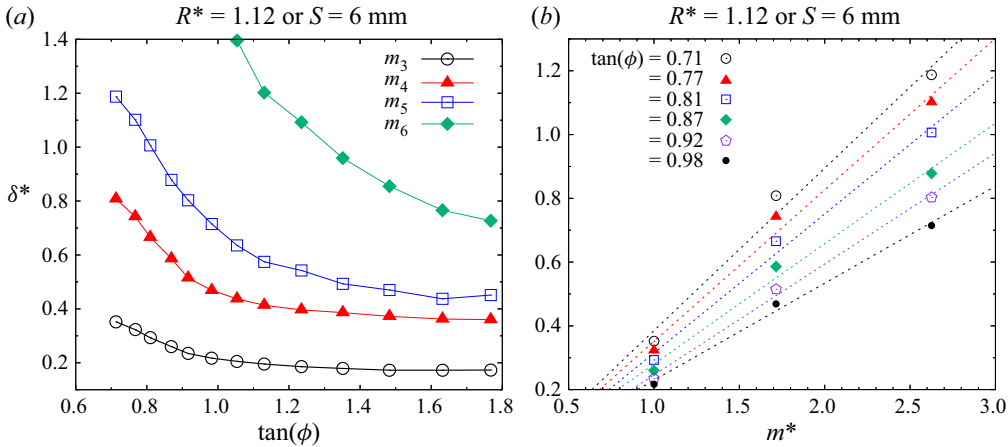 (a) R* = 1.12 or S = 6 mm
1.4
1.2
1.0
0.8
0.6
0.4
0.2
0
δ*
m3
m4
m5
m6
0.6 0.8 1.0 1.2 1.4 1.6 1.8
tan(ϕ)
(b) R* = 1.12 or S = 6 mm
tan(ϕ) = 0.71
= 0.77
= 0.81
= 0.87
= 0.92
= 0.98
1.2
1.0
0.8
0.6
0.4
0.2
0.5 1.0 1.5 2.0 2.5 3.0
m*